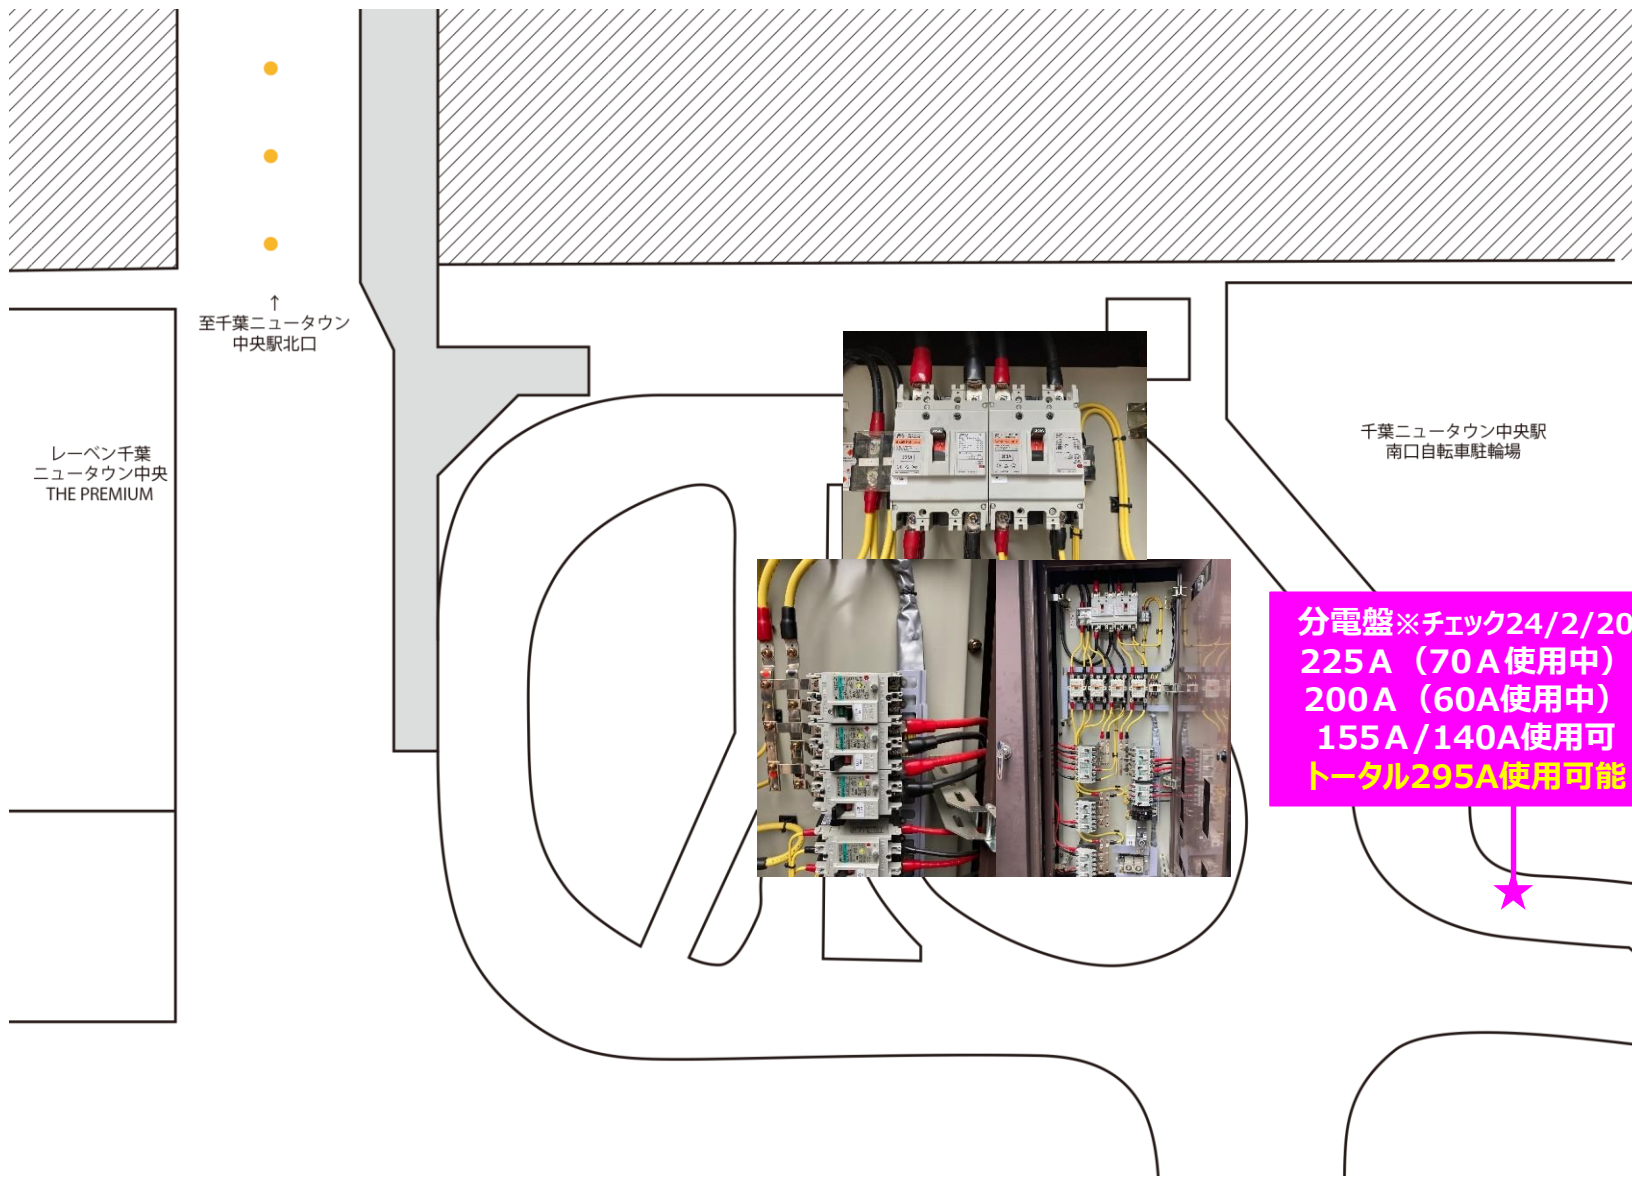 ↑
至千葉ニュータウン
中央駅北口
レーベン千葉
ニュータウン中央
THE PREMIUM
千葉ニュータウン中央駅
南口自転車駐輪場
分電盤※チェック24/2/20
225A（70A使用中）
200A（60A使用中）
155A/140A使用可
トータル295A使用可能